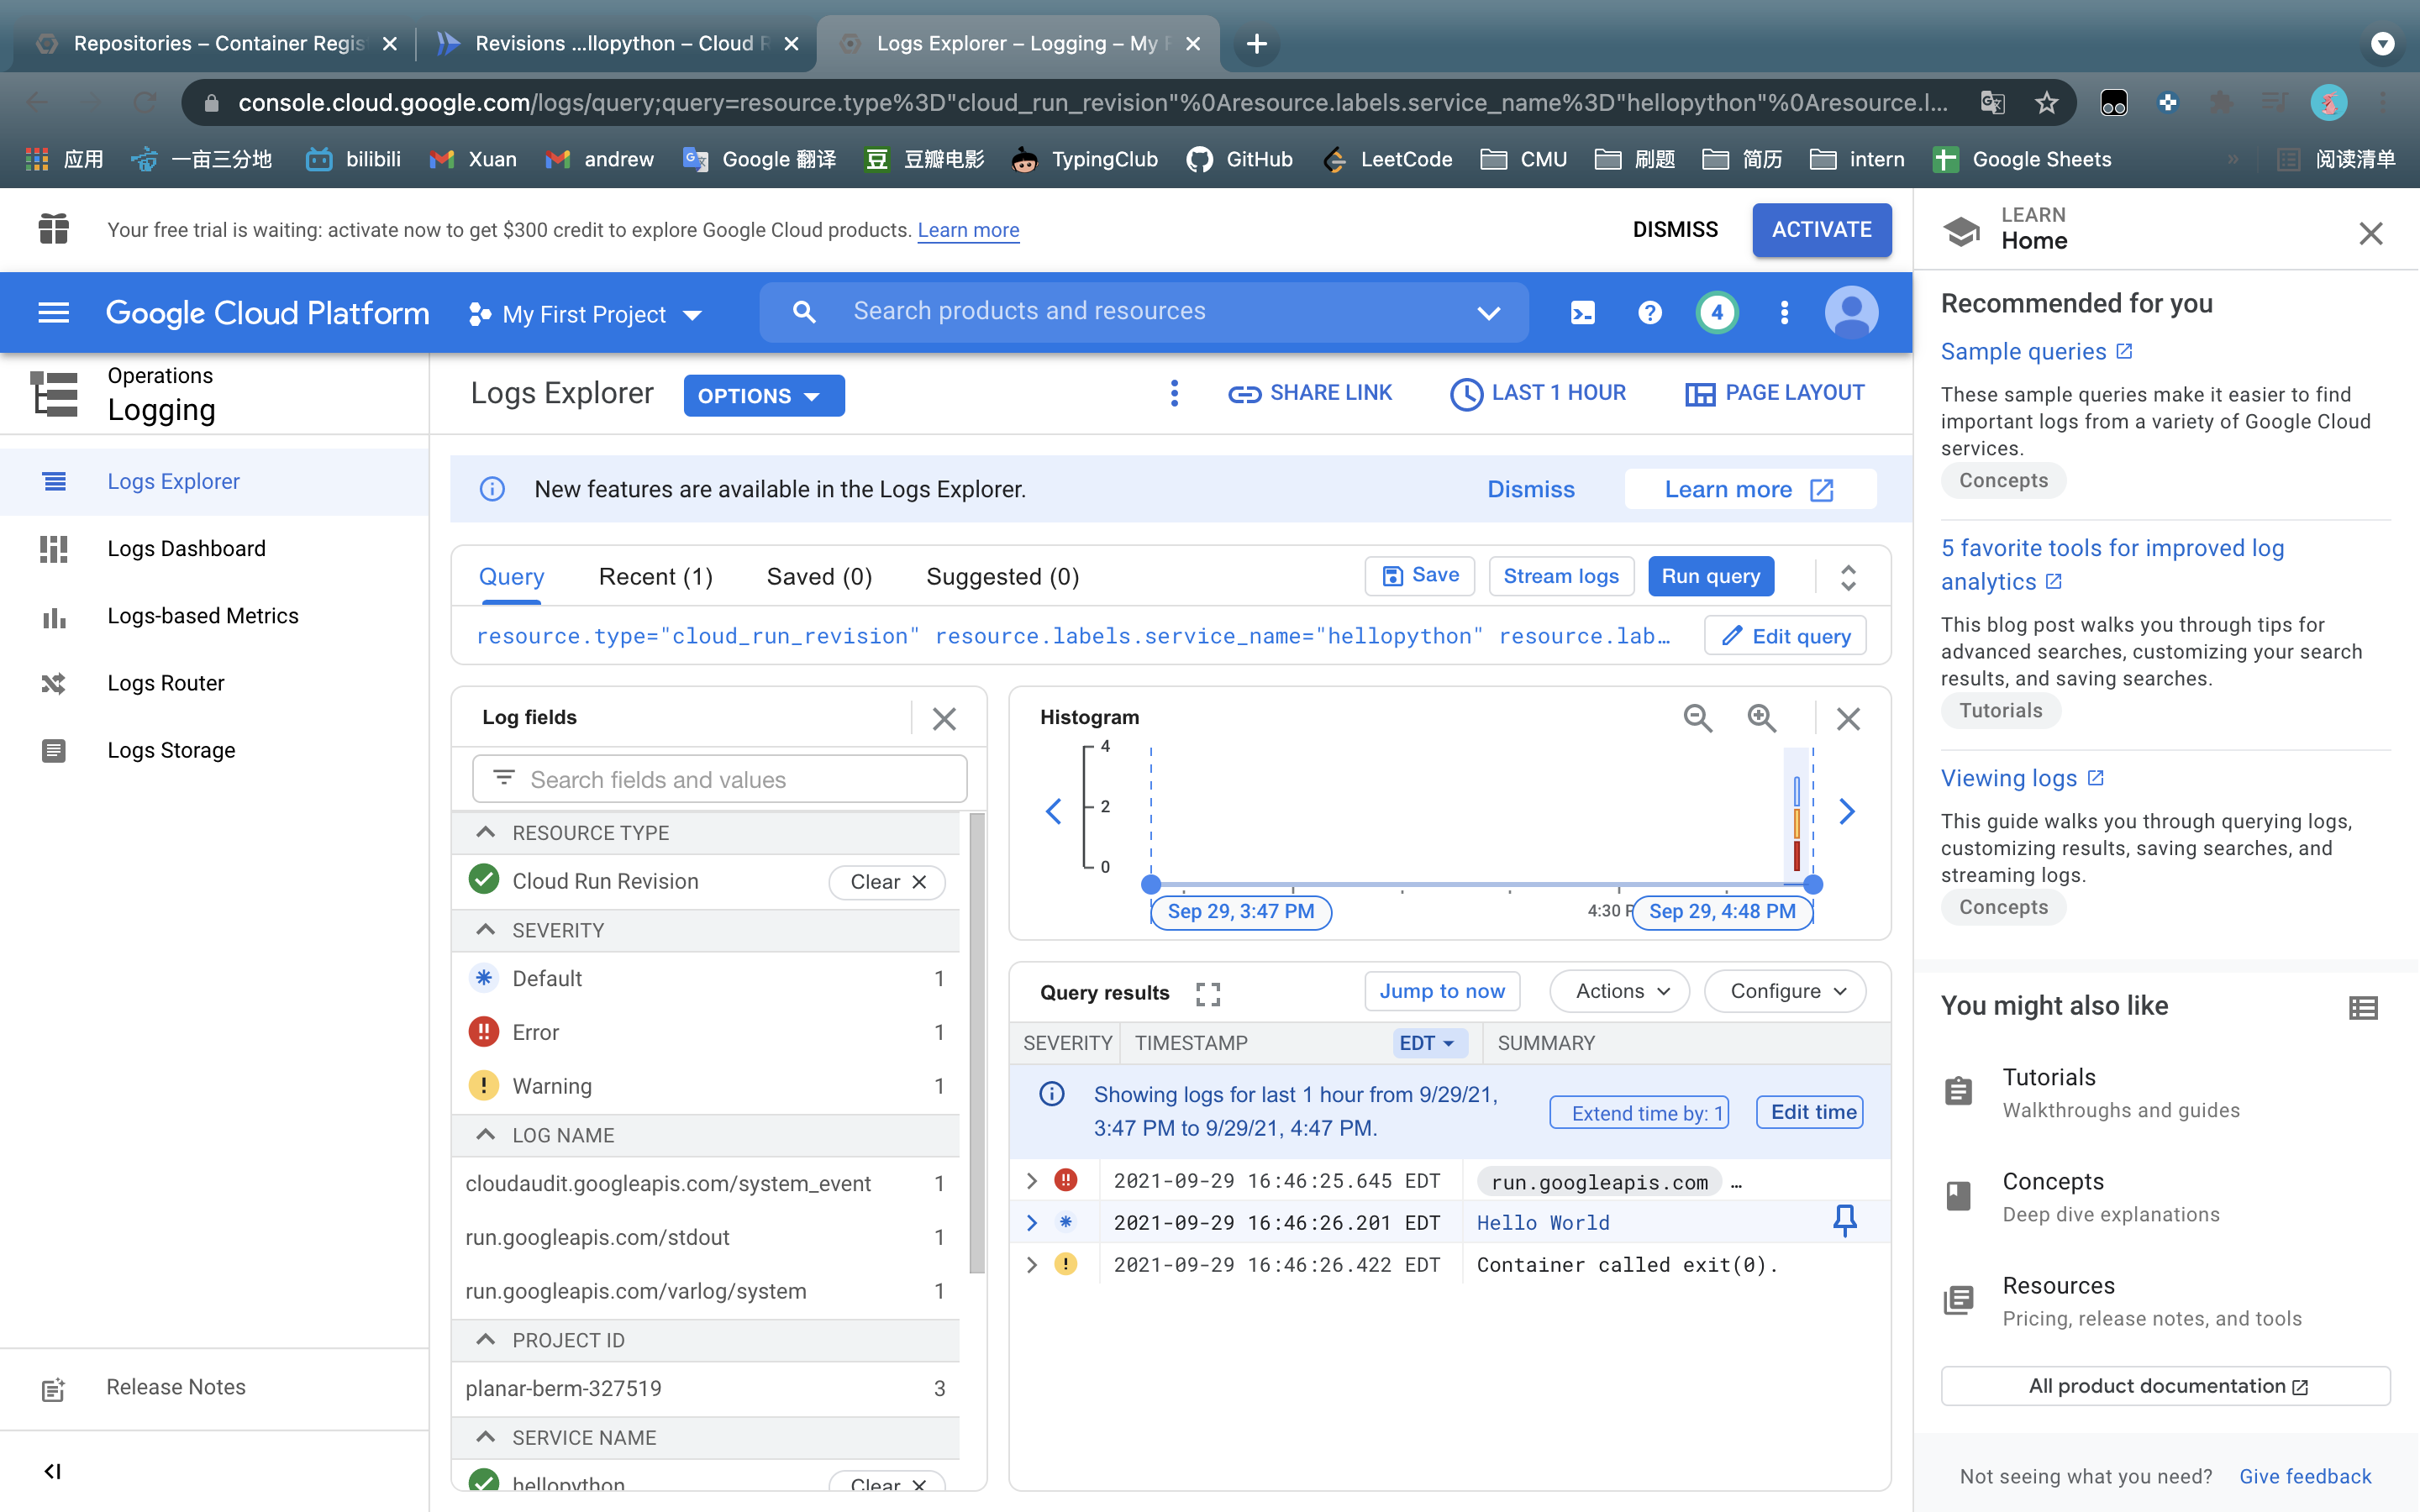 Repositories – Container Regis
Revisions ...llopython – Cloud R
Logs Explorer – Logging – My F
console.cloud.google.com/logs/query;query=resource.type%3D"cloud_run_revision"%0Aresource.labels.service_name%3D"hellopython"%0Aresource.l...
应用
一亩三分地
bilibili
Xuan
andrew
Google 翻译
豆 豆瓣电影
TypingClub
GitHub
LeetCode
CMU
刷题
简历
intern
Google Sheets
»
阅读清单
Your free trial is waiting: activate now to get $300 credit to explore Google Cloud products. Learn more
DISMISS
ACTIVATE
Google Cloud Platform
My First Project
Search products and resources
4
Operations
Logging
Logs Explorer
Logs Dashboard
Logs-based Metrics
Logs Router
Logs Storage
Release Notes
Logs Explorer
OPTIONS
SHARE LINK
LAST 1 HOUR
PAGE LAYOUT
New features are available in the Logs Explorer.
Dismiss
Learn more
Query
Recent (1)
Saved (0)
Suggested (0)
Save
Stream logs
Run query
resource.type="cloud_run_revision" resource.labels.service_name="hellopython" resource.lab…
Edit query
Log fields
Search fields and values
RESOURCE TYPE
Cloud Run Revision
Clear
SEVERITY
Default 1
Error 1
Warning 1
LOG NAME
cloudaudit.googleapis.com/system_event 1
run.googleapis.com/stdout 1
run.googleapis.com/varlog/system 1
PROJECT ID
planar-berm-327519 3
SERVICE NAME
hellopython
Clear
Histogram
4
2
0
Sep 29, 3:47 PM
4:30 P
Sep 29, 4:48 PM
Query results
Jump to now
Actions
Configure
SEVERITY
TIMESTAMP
EDT
SUMMARY
Showing logs for last 1 hour from 9/29/21,
3:47 PM to 9/29/21, 4:47 PM.
Extend time by: 1
Edit time
2021-09-29 16:46:25.645 EDT run.googleapis.com …
2021-09-29 16:46:26.201 EDT Hello World
2021-09-29 16:46:26.422 EDT Container called exit(0).
LEARN
Home
Recommended for you
Sample queries
These sample queries make it easier to find
important logs from a variety of Google Cloud
services.
Concepts
5 favorite tools for improved log
analytics
This blog post walks you through tips for
advanced searches, customizing your search
results, and saving searches.
Tutorials
Viewing logs
This guide walks you through querying logs,
customizing results, saving searches, and
streaming logs.
Concepts
You might also like
Tutorials
Walkthroughs and guides
Concepts
Deep dive explanations
Resources
Pricing, release notes, and tools
All product documentation
Not seeing what you need?
Give feedback